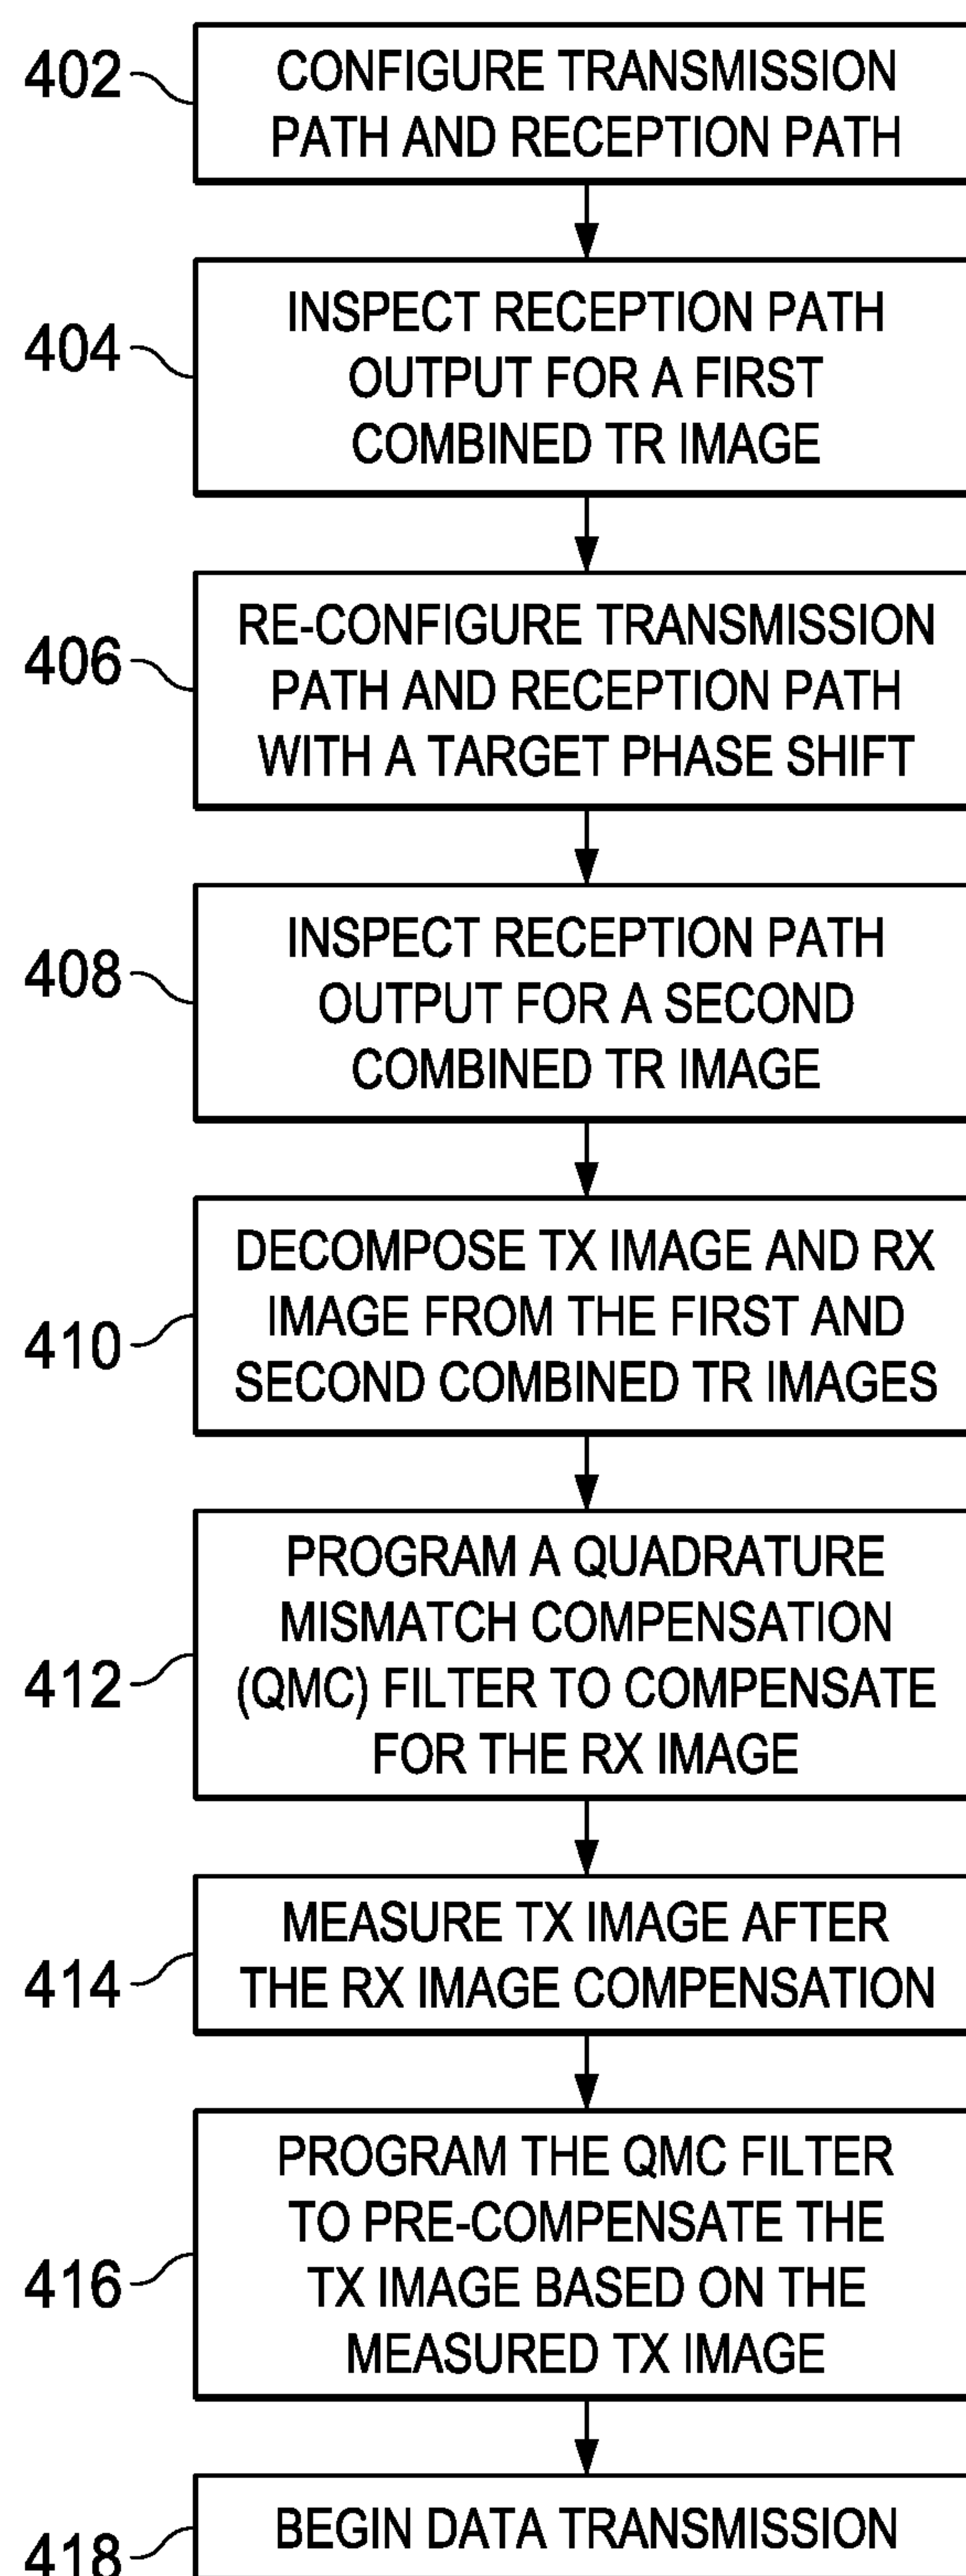 402
CONFIGURE TRANSMISSION
PATH AND RECEPTION PATH
404
INSPECT RECEPTION PATH
OUTPUT FOR A FIRST
COMBINED TR IMAGE
406
RE-CONFIGURE TRANSMISSION
PATH AND RECEPTION PATH
WITH A TARGET PHASE SHIFT
408
INSPECT RECEPTION PATH
OUTPUT FOR A SECOND
COMBINED TR IMAGE
410
DECOMPOSE TX IMAGE AND RX
IMAGE FROM THE FIRST AND
SECOND COMBINED TR IMAGES
412
PROGRAM A QUADRATURE
MISMATCH COMPENSATION
(QMC) FILTER TO COMPENSATE
FOR THE RX IMAGE
414
MEASURE TX IMAGE AFTER
THE RX IMAGE COMPENSATION
416
PROGRAM THE QMC FILTER
TO PRE-COMPENSATE THE
TX IMAGE BASED ON THE
MEASURED TX IMAGE
418
BEGIN DATA TRANSMISSION